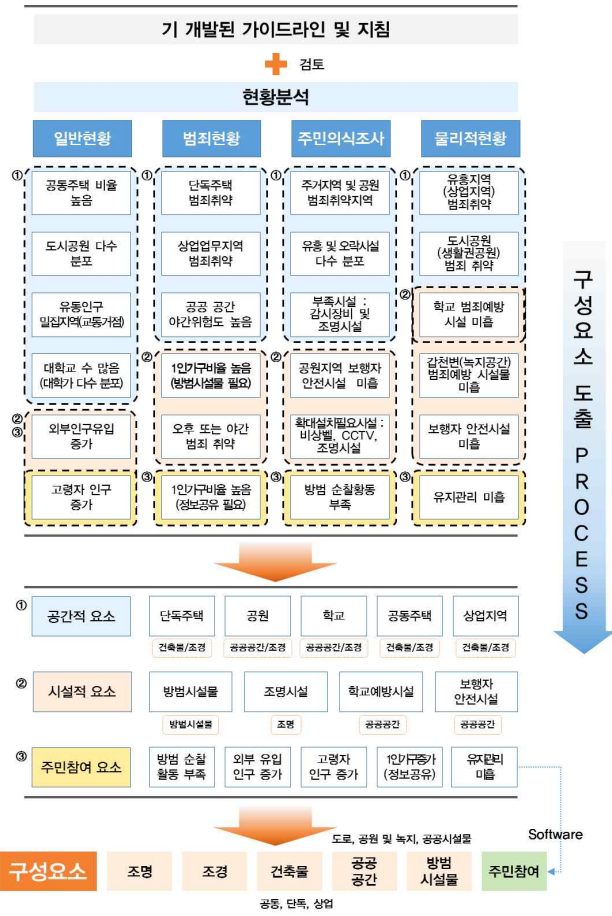 기 개발된 가이드라인 및 지침
검토
현황분석
일반현황
범죄현황
주민의식조사
물리적현황
①
공동주택 비율
높음
도시공원 다수
분포
유동인구
밀집지역(교통거점)
대학교 수 많음
(대학가 다수 분포)
②
③
외부인구유입
증가
고령자 인구
증가
①
단독주택
범죄취약
상업업무지역
범죄취약
공공 공간
야간위험도 높음
②
1인가구비율 높음
(방범시설물 필요)
오후 또는 야간
범죄 취약
③
1인가구비율 높음
(정보공유 필요)
①
주거지역 및 공원
범죄취약지역
유흥 및 오락시설
다수 분포
부족시설 :
감시장비 및
조명시설
②
공원지역 보행자
안전시설 미흡
확대설치필요시설 :
비상벨, CCTV,
조명시설
③
방범 순찰활동
부족
①
유흥지역
(상업지역)
범죄취약
도시공원
(생활권공원)
범죄 취약
②
학교 범죄예방
시설 미흡
갑천변(녹지공간)
범죄예방 시설물
미흡
보행자 안전시설
미흡
③
유지관리 미흡
구성요소 도출 PROCESS
①
공간적 요소
단독주택
공원
학교
공동주택
상업지역
건축물/조경
공공공간/조경
공공공간/조경
건축물/조경
건축물/조경
②
시설적 요소
방범시설물
조명시설
학교예방시설
보행자
안전시설
방범시설물
조명
공공공간
공공공간
③
주민참여 요소
방범 순찰
활동 부족
외부 유입
인구 증가
고령자
인구 증가
1인가구증가
(정보공유)
유지관리
미흡
도로, 공원 및 녹지, 공공시설물
Software
구성요소
조명
조경
건축물
공공
공간
방범
시설물
주민참여
공동, 단독, 상업